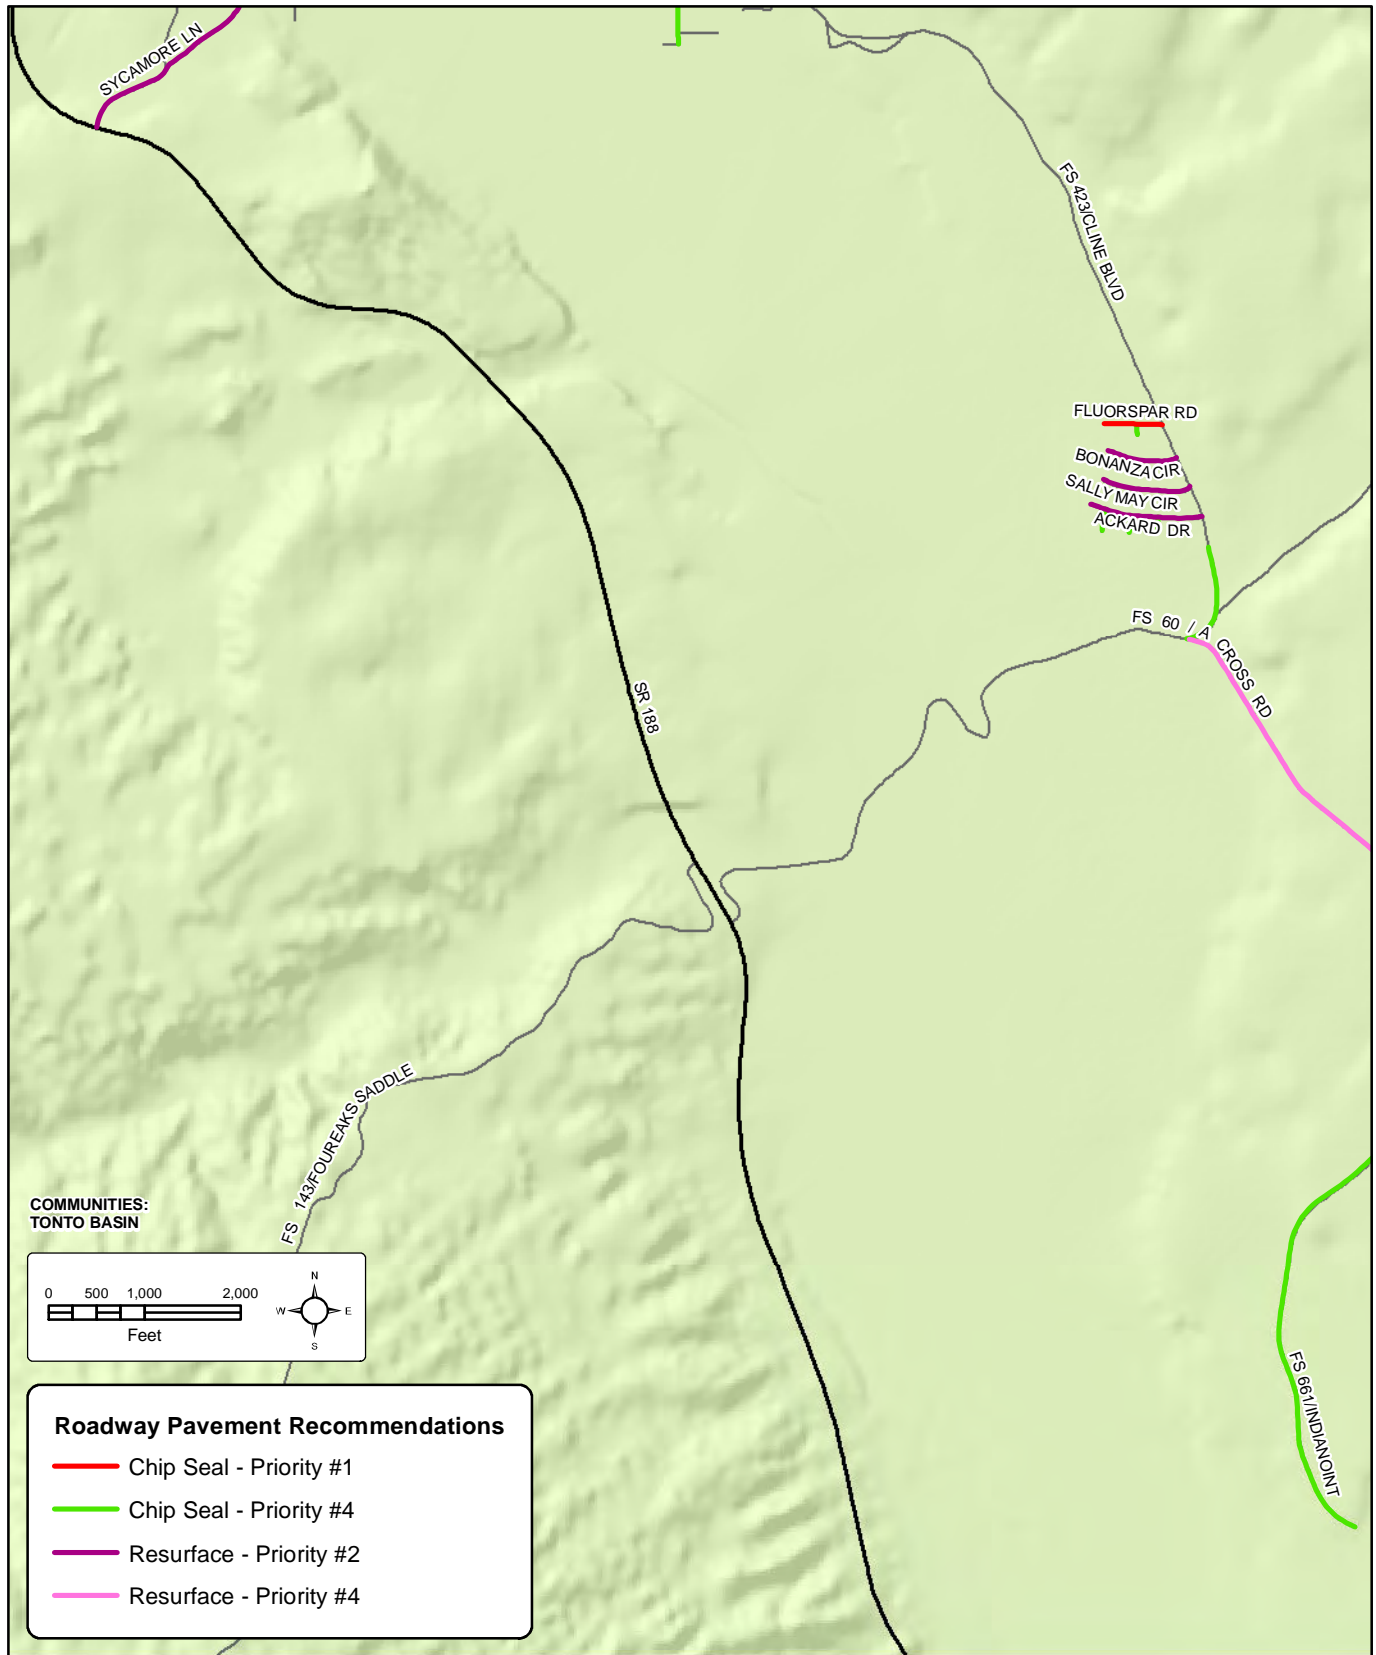 SYCAMORE LN
FS 423/CLINE BLVD
FLUORSPAR RD
BONANZA CIR
SALLY MAY CIR
ACKARD DR
FS 60 / A CROSS RD
SR 188
FS 143/FOUREAKS SADDLE
FS 661/INDIANOINT
COMMUNITIES:
TONTO BASIN
0 500 1,000 2,000
Feet
N
W E
S
Roadway Pavement Recommendations
Chip Seal - Priority #1
Chip Seal - Priority #4
Resurface - Priority #2
Resurface - Priority #4